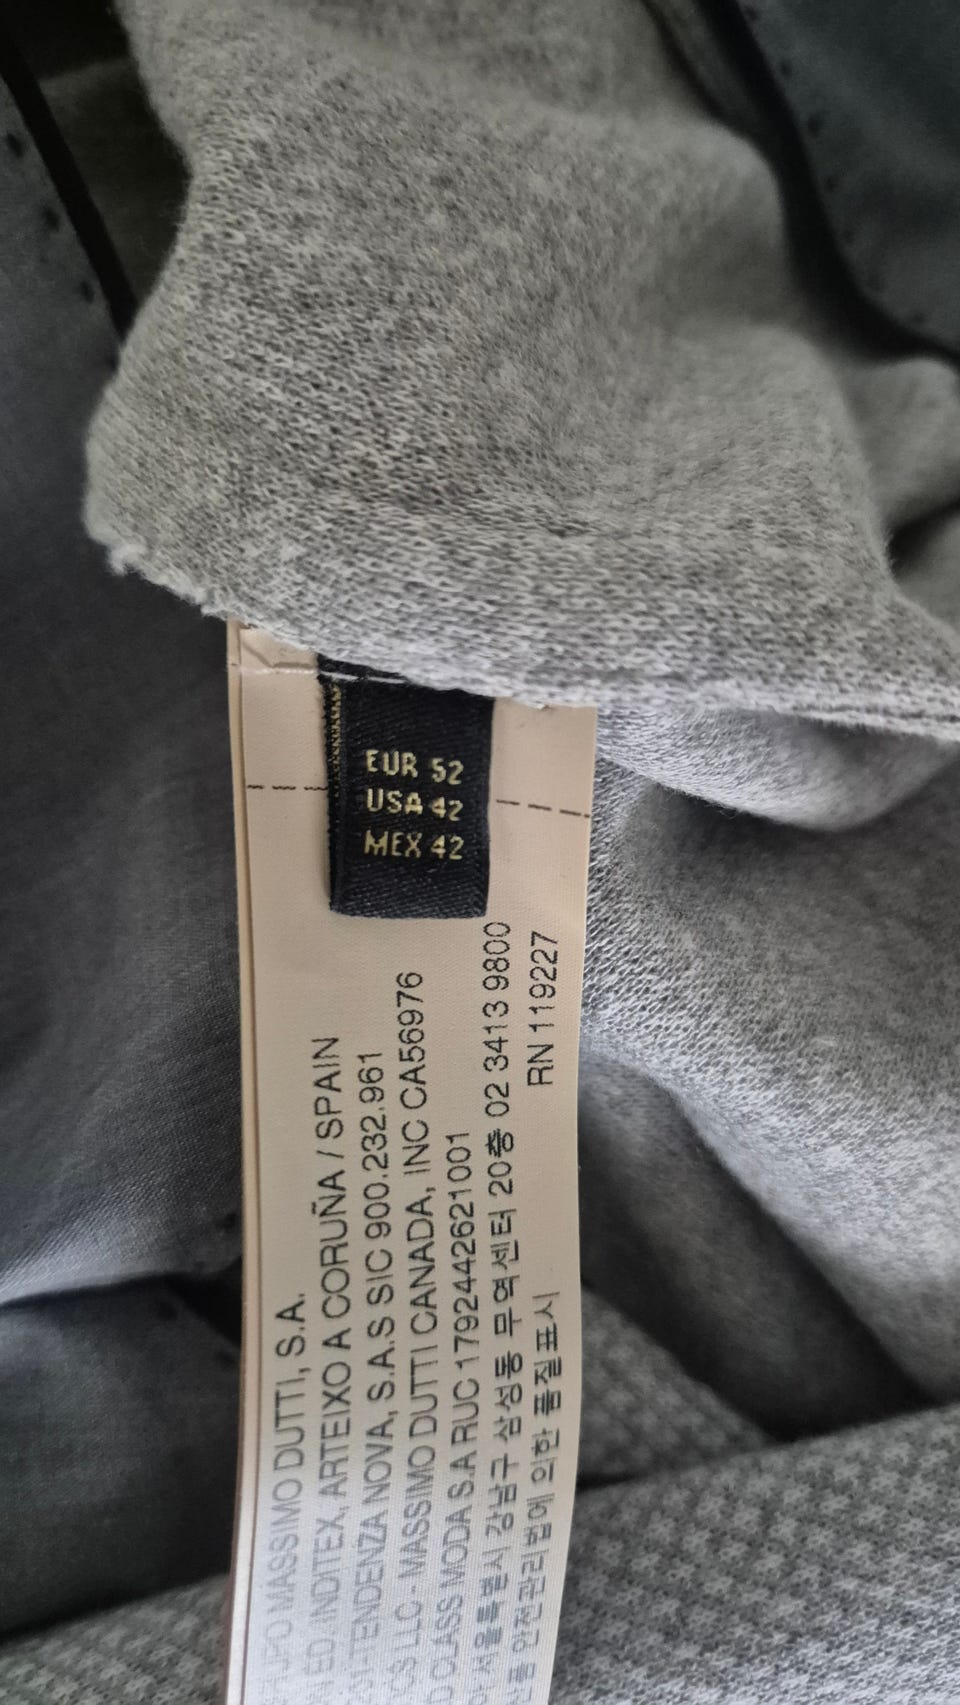 EUR 52
USA 42
MEX 42
MASSIMO DUTTI, S.A.
ED. INDITEX, ARTEIXO A CORUÑA / SPAIN
TENDENZA NOVA, S.A.S SIC 900.232.961
LLC - MASSIMO DUTTI CANADA, INC CA56976
CLASS MODA S.A RUC 1792442621001
서울특별시 강남구 삼성동 무역센터 20층 02 3413 9800
안전관리법에 의한 품질표시 RN 119227